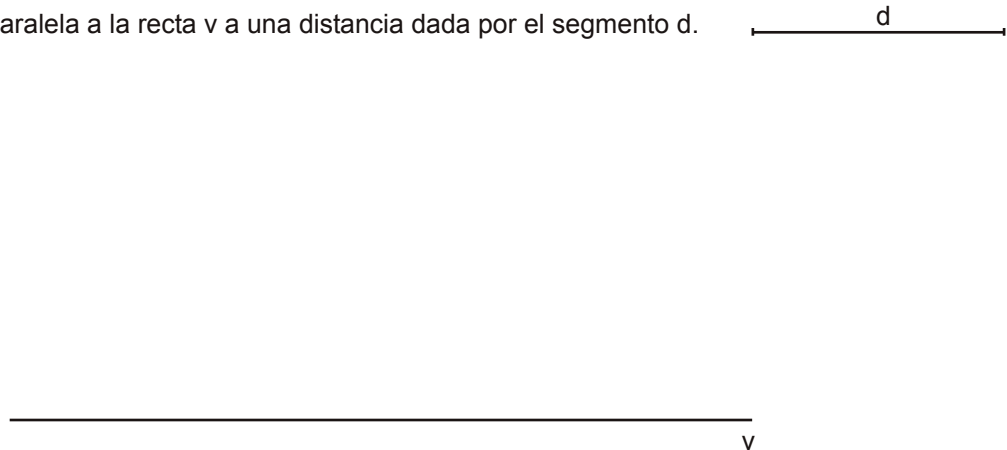 aralela a la recta v a una distancia dada por el segmento d.
d
v